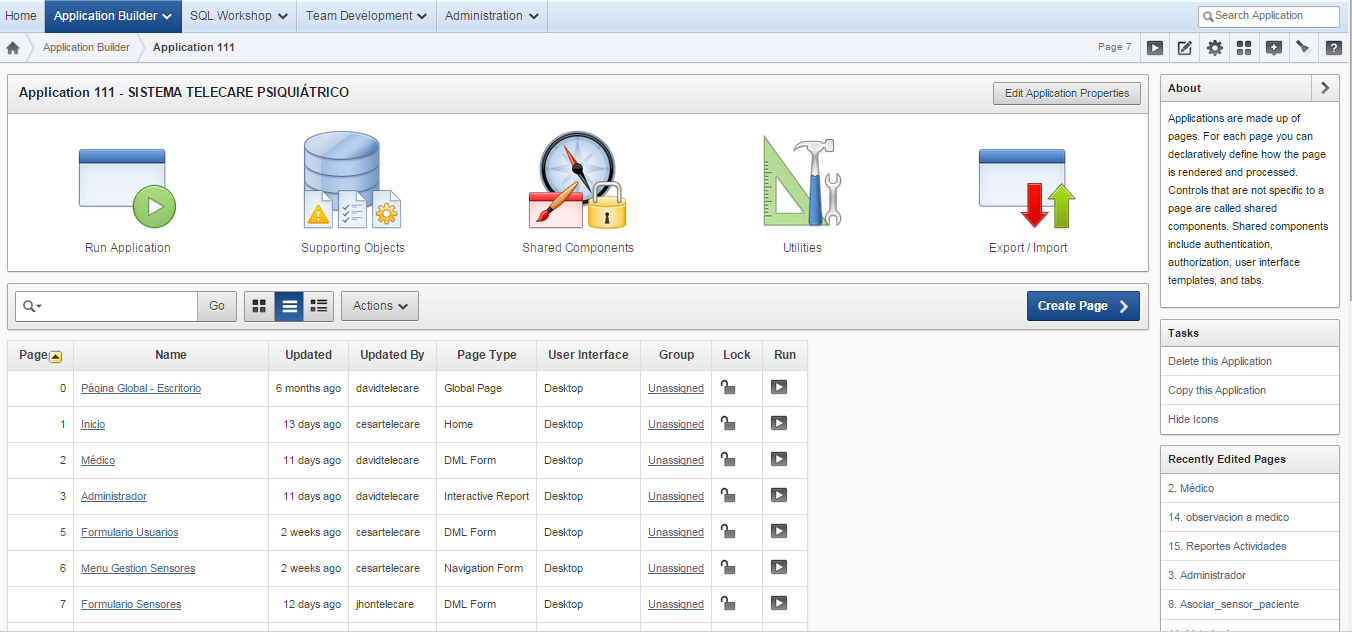 Home Application Builder SQL Workshop Team Development Administration Search Application
Application Builder Application 111 Page 7
Application 111 - SISTEMA TELECARE PSIQUIÁTRICO Edit Application Properties
Run Application Supporting Objects Shared Components Utilities Export / Import
Go Actions Create Page
Page Name Updated Updated By Page Type User Interface Group Lock Run
0 Página Global - Escritorio 6 months ago davidtelecare Global Page Desktop Unassigned
1 Inicio 13 days ago cesartelecare Home Desktop Unassigned
2 Médico 11 days ago davidtelecare DML Form Desktop Unassigned
3 Administrador 11 days ago davidtelecare Interactive Report Desktop Unassigned
5 Formulario Usuarios 2 weeks ago cesartelecare DML Form Desktop Unassigned
6 Menu Gestion Sensores 2 weeks ago cesartelecare Navigation Form Desktop Unassigned
7 Formulario Sensores 12 days ago jhontelecare DML Form Desktop Unassigned
About
Applications are made up of
pages. For each page you can
declaratively define how the page
is rendered and processed.
Controls that are not specific to a
page are called shared
components. Shared components
include authentication,
authorization, user interface
templates, and tabs.
Tasks
Delete this Application
Copy this Application
Hide Icons
Recently Edited Pages
2. Médico
14. observacion a medico
15. Reportes Actividades
3. Administrador
8. Asociar_sensor_paciente